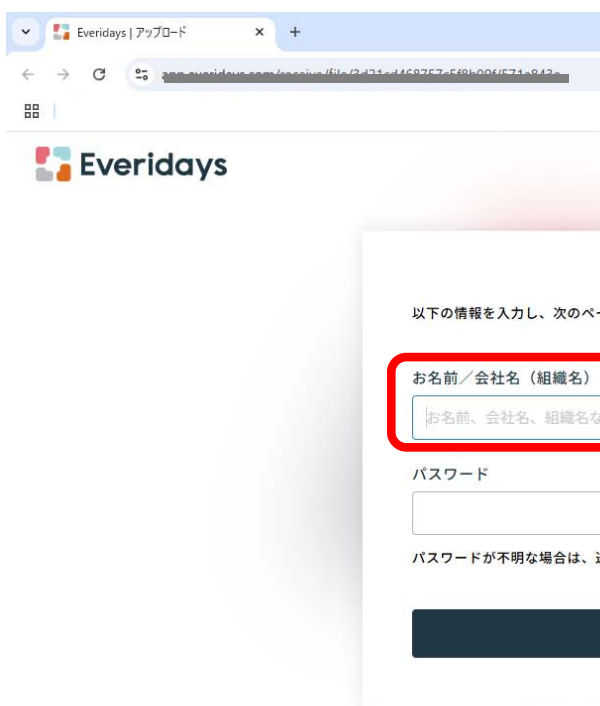 Everidays | アップロード
Everidays
以下の情報を入力し、次のペー
お名前／会社名（組織名）
お名前、会社名、組織名な
パスワード
パスワードが不明な場合は、